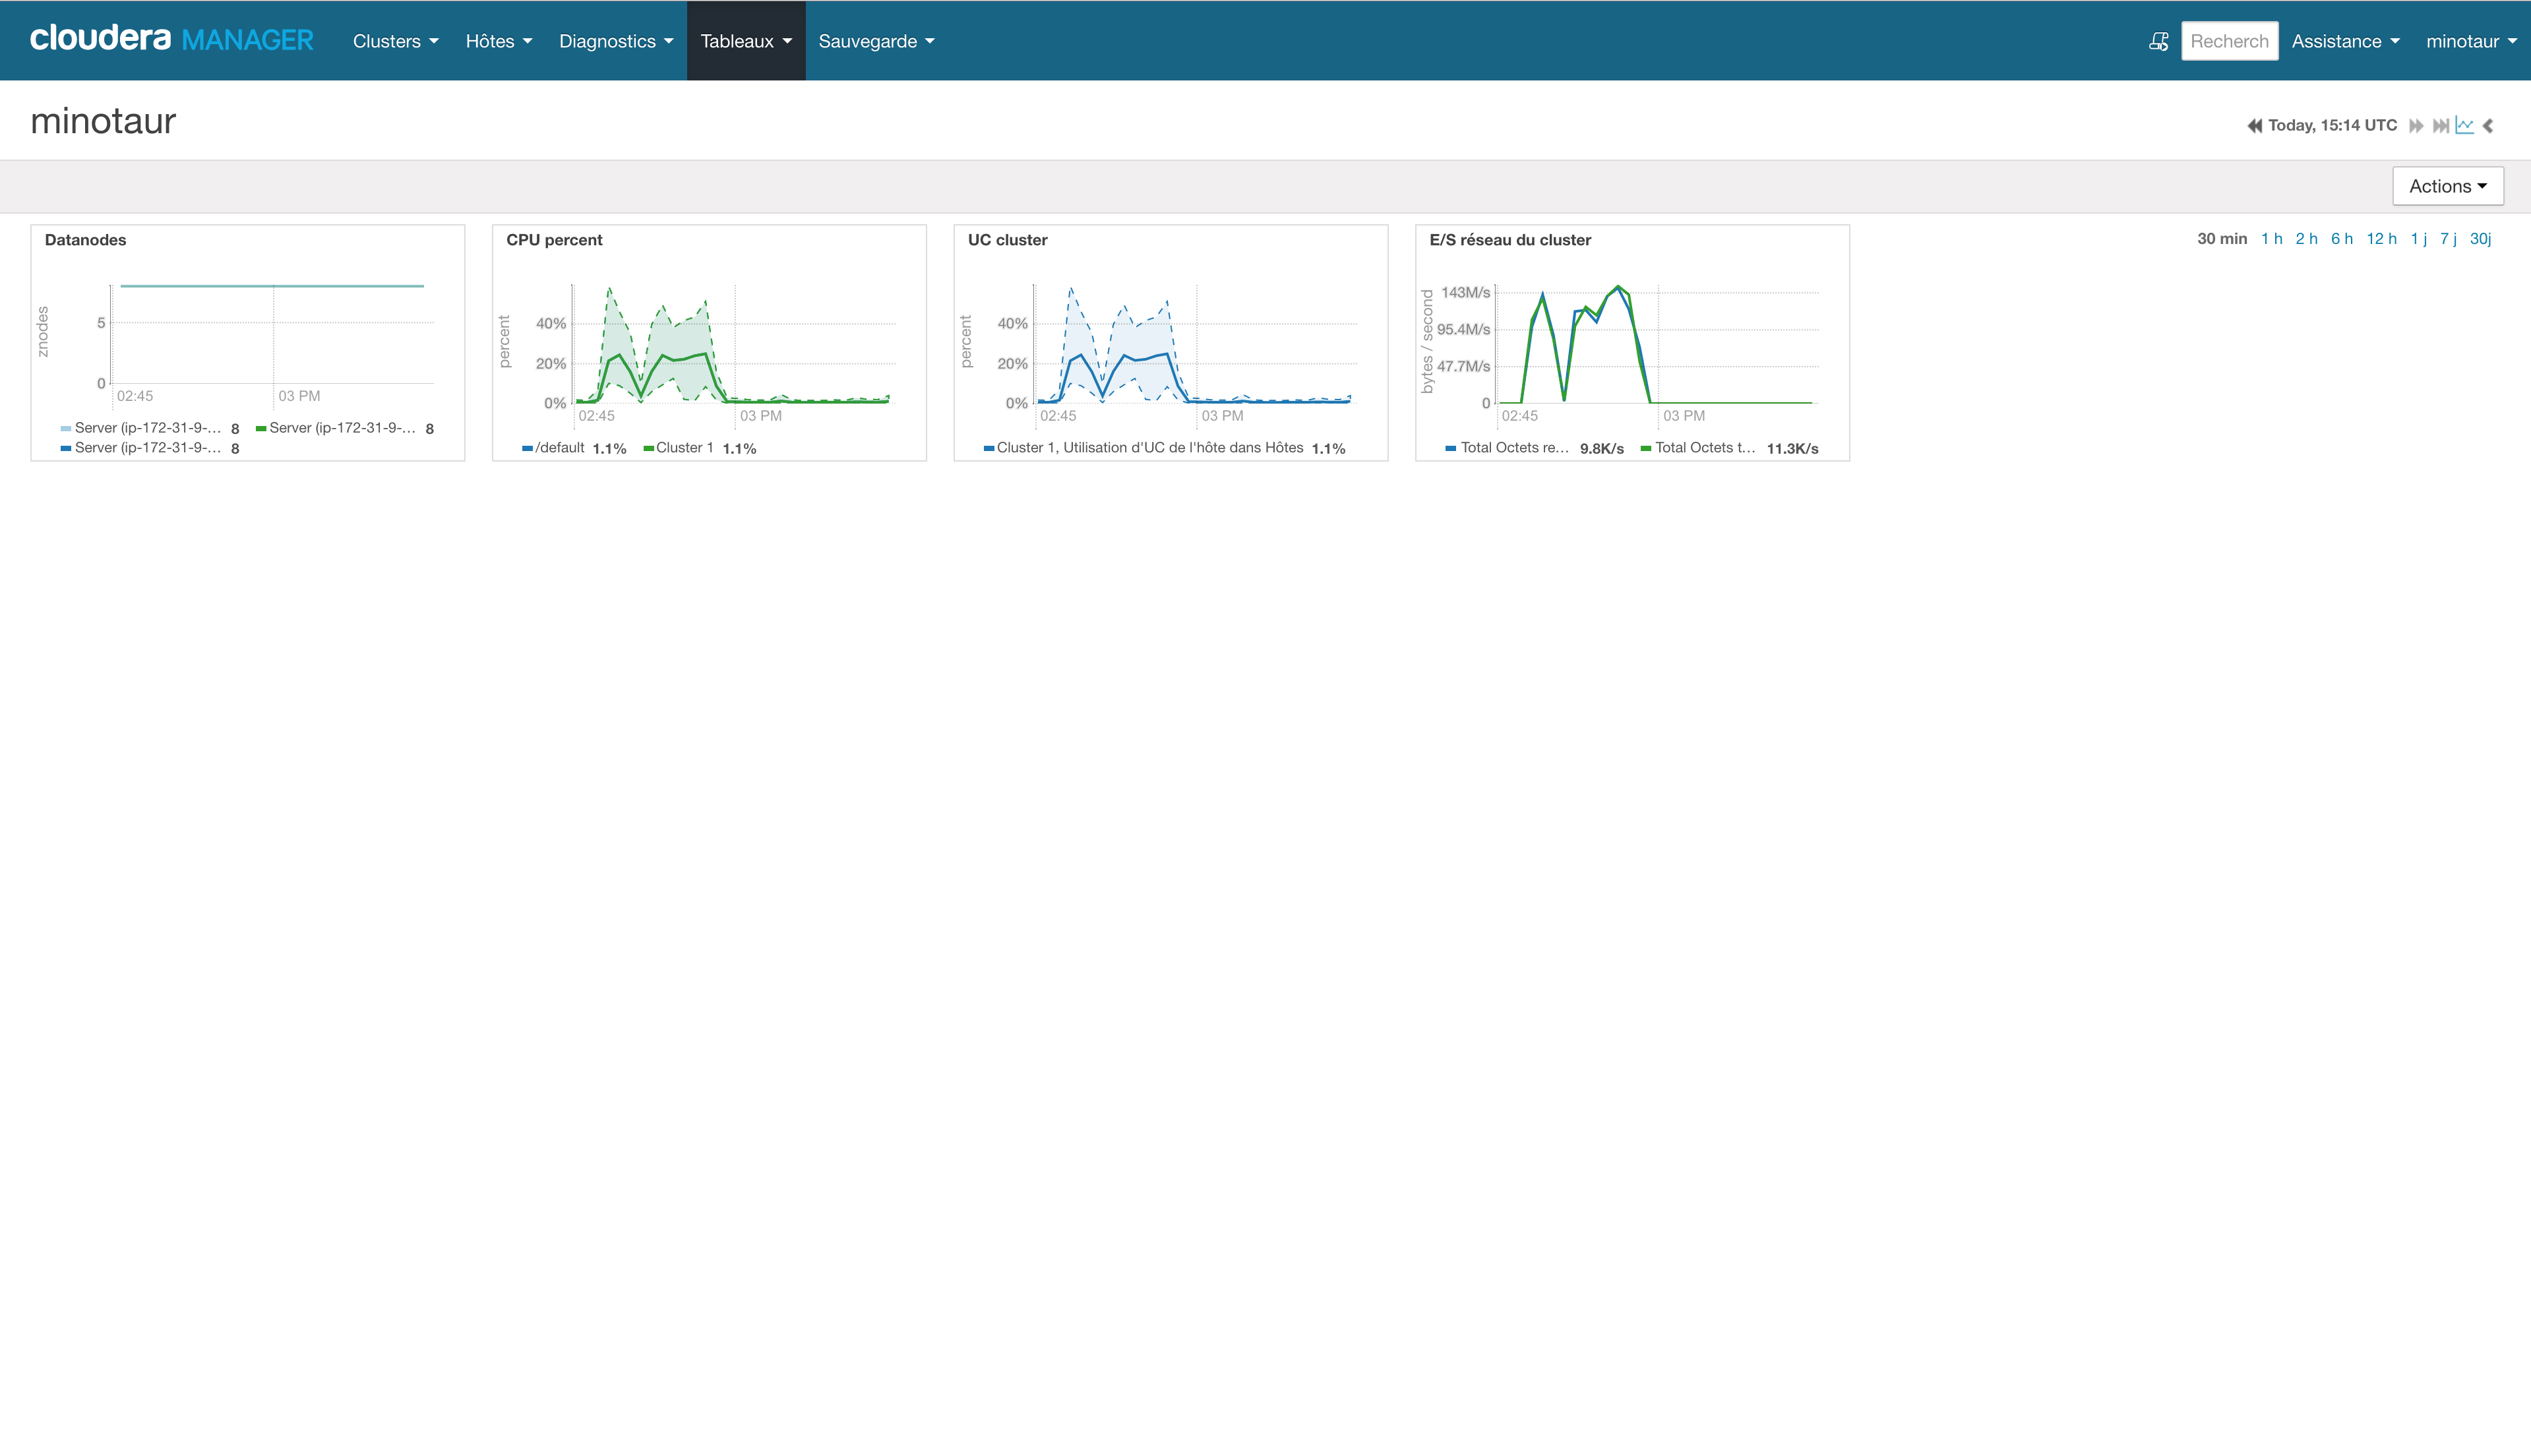 cloudera MANAGER Clusters Hôtes Diagnostics Tableaux Sauvegarde Recherch Assistance minotaur
minotaur
Today, 15:14 UTC
Actions
30 min 1 h 2 h 6 h 12 h 1 j 7 j 30j
Datanodes
znodes
5
0
02:45 03 PM
Server (ip-172-31-9-... 8 Server (ip-172-31-9-... 8
Server (ip-172-31-9-... 8
CPU percent
percent
40%
20%
0%
02:45 03 PM
/default 1.1% Cluster 1 1.1%
UC cluster
percent
40%
20%
0%
02:45 03 PM
Cluster 1, Utilisation d'UC de l'hôte dans Hôtes 1.1%
E/S réseau du cluster
bytes / second
143M/s
95.4M/s
47.7M/s
0
02:45 03 PM
Total Octets re... 9.8K/s Total Octets t... 11.3K/s